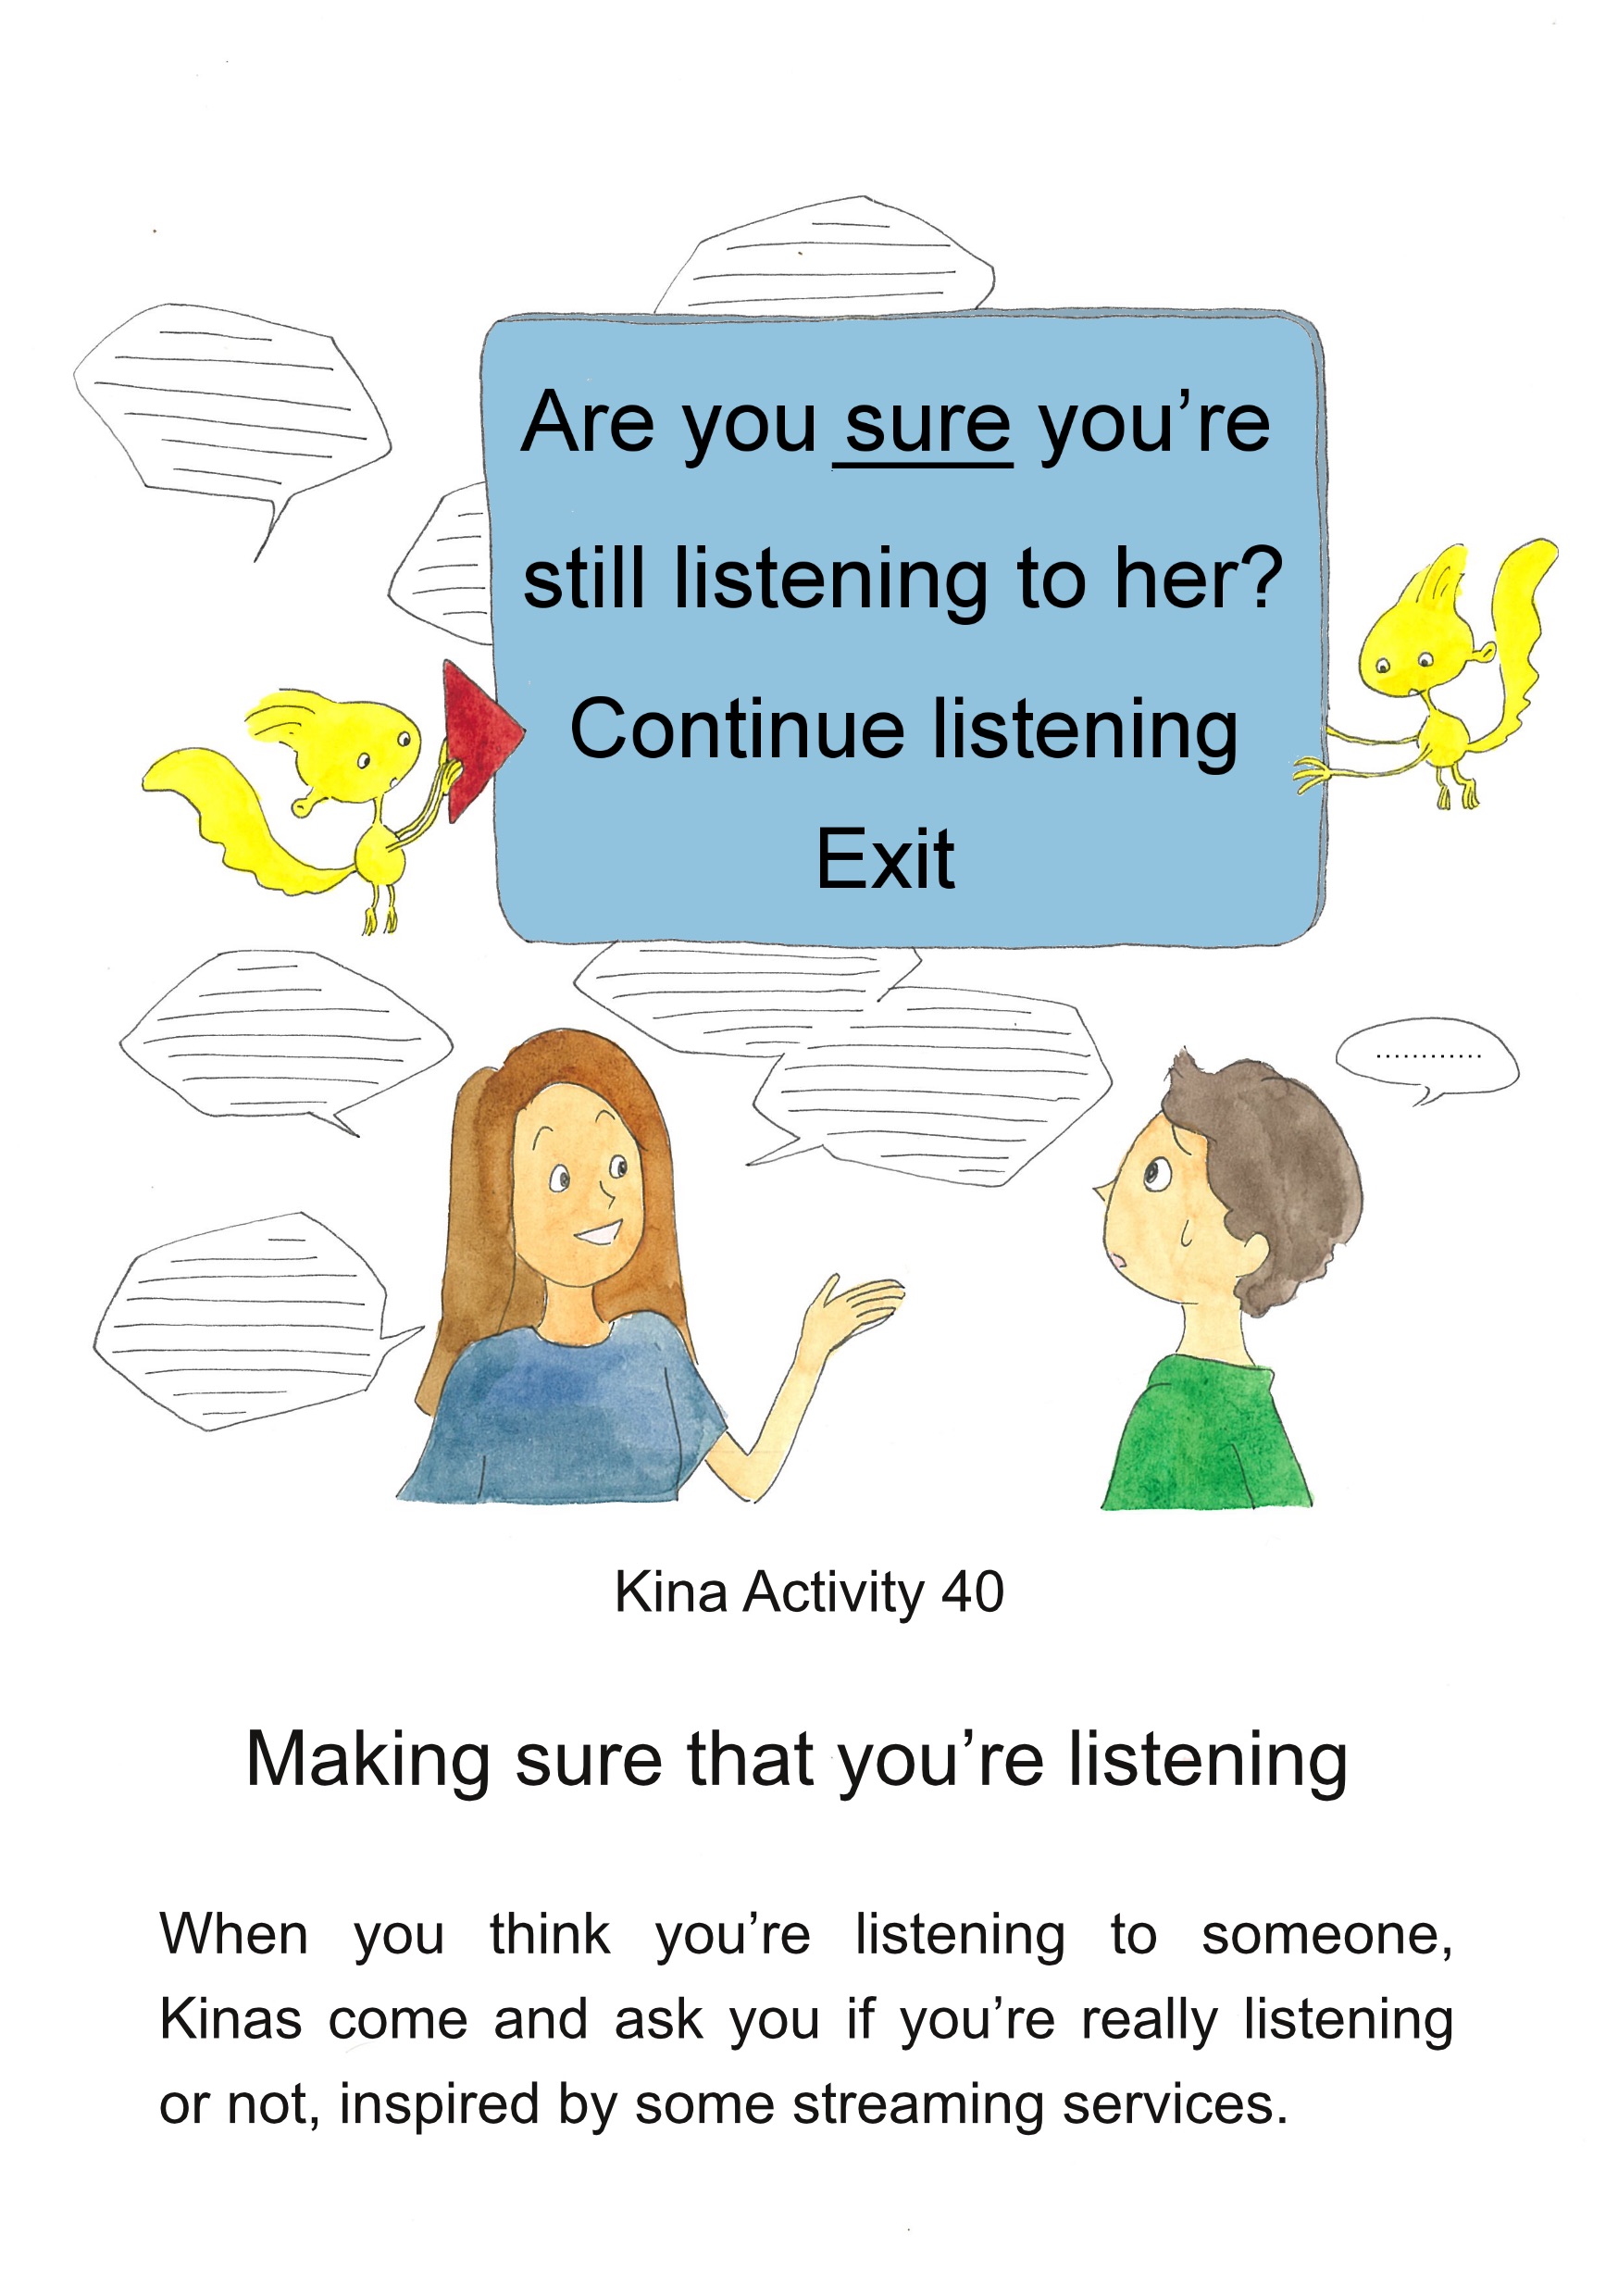 Are you sure you’re
still listening to her?
Continue listening
Exit
............
Kina Activity 40
Making sure that you’re listening
When you think you’re listening to someone,
Kinas come and ask you if you’re really listening
or not, inspired by some streaming services.